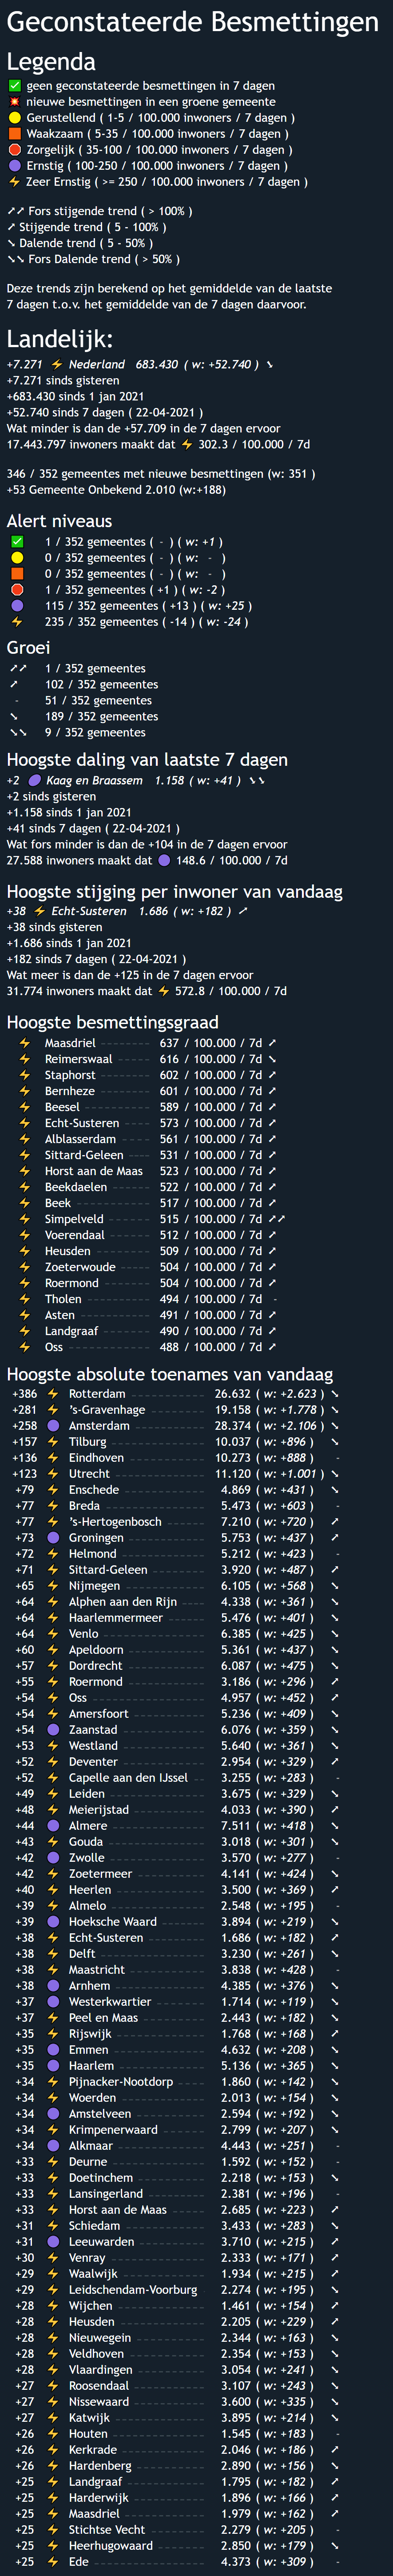 Geconstateerde Besmettingen
Legenda
✅ geen geconstateerde besmettingen in 7 dagen
💥 nieuwe besmettingen in een groene gemeente
🟡 Gerustellend ( 1-5 / 100.000 inwoners / 7 dagen )
🟧 Waakzaam ( 5-35 / 100.000 inwoners / 7 dagen )
🛑 Zorgelijk ( 35-100 / 100.000 inwoners / 7 dagen )
🟣 Ernstig ( 100-250 / 100.000 inwoners / 7 dagen )
⚡ Zeer Ernstig ( >= 250 / 100.000 inwoners / 7 dagen )
➚➚ Fors stijgende trend ( > 100% )
➚ Stijgende trend ( 5 - 100% )
➘ Dalende trend ( 5 - 50% )
➘➘ Fors Dalende trend ( > 50% )
Deze trends zijn berekend op het gemiddelde van de laatste
7 dagen t.o.v. het gemiddelde van de 7 dagen daarvoor.
Landelijk:
+7.271 ⚡ Nederland 683.430 ( w: +52.740 ) ➘
+7.271 sinds gisteren
+683.430 sinds 1 jan 2021
+52.740 sinds 7 dagen ( 22-04-2021 )
Wat minder is dan de +57.709 in de 7 dagen ervoor
17.443.797 inwoners maakt dat ⚡ 302.3 / 100.000 / 7d
346 / 352 gemeentes met nieuwe besmettingen (w: 351 )
+53 Gemeente Onbekend 2.010 (w:+188)
Alert niveaus
✅ 1 / 352 gemeentes ( - ) ( w: +1 )
🟡 0 / 352 gemeentes ( - ) ( w: - )
🟧 0 / 352 gemeentes ( - ) ( w: - )
🛑 1 / 352 gemeentes ( +1 ) ( w: -2 )
🟣 115 / 352 gemeentes ( +13 ) ( w: +25 )
⚡ 235 / 352 gemeentes ( -14 ) ( w: -24 )
Groei
➚➚ 1 / 352 gemeentes
➚ 102 / 352 gemeentes
- 51 / 352 gemeentes
➘ 189 / 352 gemeentes
➘➘ 9 / 352 gemeentes
Hoogste daling van laatste 7 dagen
+2 🟣 Kaag en Braassem 1.158 ( w: +41 ) ➘➘
+2 sinds gisteren
+1.158 sinds 1 jan 2021
+41 sinds 7 dagen ( 22-04-2021 )
Wat fors minder is dan de +104 in de 7 dagen ervoor
27.588 inwoners maakt dat 🟣 148.6 / 100.000 / 7d
Hoogste stijging per inwoner van vandaag
+38 ⚡ Echt-Susteren 1.686 ( w: +182 ) ➚
+38 sinds gisteren
+1.686 sinds 1 jan 2021
+182 sinds 7 dagen ( 22-04-2021 )
Wat meer is dan de +125 in de 7 dagen ervoor
31.774 inwoners maakt dat ⚡ 572.8 / 100.000 / 7d
Hoogste besmettingsgraad
⚡ Maasdriel 637 / 100.000 / 7d ➚
⚡ Reimerswaal 616 / 100.000 / 7d ➘
⚡ Staphorst 602 / 100.000 / 7d ➚
⚡ Bernheze 601 / 100.000 / 7d ➚
⚡ Beesel 589 / 100.000 / 7d ➚
⚡ Echt-Susteren 573 / 100.000 / 7d ➚
⚡ Alblasserdam 561 / 100.000 / 7d ➚
⚡ Sittard-Geleen 531 / 100.000 / 7d ➚
⚡ Horst aan de Maas 523 / 100.000 / 7d ➚
⚡ Beekdaelen 522 / 100.000 / 7d ➚
⚡ Beek 517 / 100.000 / 7d ➚
⚡ Simpelveld 515 / 100.000 / 7d ➚➚
⚡ Voerendaal 512 / 100.000 / 7d ➚
⚡ Heusden 509 / 100.000 / 7d ➚
⚡ Zoeterwoude 504 / 100.000 / 7d ➚
⚡ Roermond 504 / 100.000 / 7d ➚
⚡ Tholen 494 / 100.000 / 7d -
⚡ Asten 491 / 100.000 / 7d ➚
⚡ Landgraaf 490 / 100.000 / 7d ➚
⚡ Oss 488 / 100.000 / 7d ➚
Hoogste absolute toenames van vandaag
+386 ⚡ Rotterdam 26.632 ( w: +2.623 ) ➘
+281 ⚡ 's-Gravenhage 19.158 ( w: +1.778 ) ➘
+258 🟣 Amsterdam 28.374 ( w: +2.106 ) ➘
+157 ⚡ Tilburg 10.037 ( w: +896 ) ➘
+136 ⚡ Eindhoven 10.273 ( w: +888 ) -
+123 ⚡ Utrecht 11.120 ( w: +1.001 ) ➘
+79 ⚡ Enschede 4.869 ( w: +431 ) ➘
+77 ⚡ Breda 5.473 ( w: +603 ) -
+77 ⚡ 's-Hertogenbosch 7.210 ( w: +720 ) ➚
+73 🟣 Groningen 5.753 ( w: +437 ) ➚
+72 ⚡ Helmond 5.212 ( w: +423 ) -
+71 ⚡ Sittard-Geleen 3.920 ( w: +487 ) ➚
+65 ⚡ Nijmegen 6.105 ( w: +568 ) ➘
+64 ⚡ Alphen aan den Rijn 4.338 ( w: +361 ) ➘
+64 ⚡ Haarlemmermeer 5.476 ( w: +401 ) ➘
+64 ⚡ Venlo 6.385 ( w: +425 ) ➘
+60 ⚡ Apeldoorn 5.361 ( w: +437 ) ➘
+57 ⚡ Dordrecht 6.087 ( w: +475 ) ➘
+55 ⚡ Roermond 3.186 ( w: +296 ) ➚
+54 ⚡ Oss 4.957 ( w: +452 ) ➚
+54 ⚡ Amersfoort 5.236 ( w: +409 ) ➘
+54 🟣 Zaanstad 6.076 ( w: +359 ) ➘
+53 ⚡ Westland 5.640 ( w: +361 ) ➘
+52 ⚡ Deventer 2.954 ( w: +329 ) ➚
+52 ⚡ Capelle aan den IJssel 3.255 ( w: +283 ) -
+49 ⚡ Leiden 3.675 ( w: +329 ) ➘
+48 ⚡ Meierijstad 4.033 ( w: +390 ) ➚
+44 🟣 Almere 7.511 ( w: +418 ) ➘
+43 ⚡ Gouda 3.018 ( w: +301 ) ➘
+42 🟣 Zwolle 3.570 ( w: +277 ) -
+42 ⚡ Zoetermeer 4.141 ( w: +424 ) ➘
+40 ⚡ Heerlen 3.500 ( w: +369 ) ➚
+39 ⚡ Almelo 2.548 ( w: +195 ) -
+39 🟣 Hoeksche Waard 3.894 ( w: +219 ) ➘
+38 ⚡ Echt-Susteren 1.686 ( w: +182 ) ➚
+38 ⚡ Delft 3.230 ( w: +261 ) ➘
+38 ⚡ Maastricht 3.838 ( w: +428 ) -
+38 🟣 Arnhem 4.385 ( w: +376 ) ➘
+37 🟣 Westerkwartier 1.714 ( w: +119 ) ➘
+37 ⚡ Peel en Maas 2.443 ( w: +182 ) ➘
+35 ⚡ Rijswijk 1.768 ( w: +168 ) ➚
+35 🟣 Emmen 4.632 ( w: +208 ) ➘
+35 🟣 Haarlem 5.136 ( w: +365 ) ➘
+34 ⚡ Pijnacker-Nootdorp 1.860 ( w: +142 ) ➘
+34 ⚡ Woerden 2.013 ( w: +154 ) ➘
+34 🟣 Amstelveen 2.594 ( w: +192 ) ➘
+34 ⚡ Krimpenerwaard 2.799 ( w: +207 ) ➘
+34 🟣 Alkmaar 4.443 ( w: +251 ) -
+33 ⚡ Deurne 1.592 ( w: +152 ) -
+33 ⚡ Doetinchem 2.218 ( w: +153 ) ➘
+33 ⚡ Lansingerland 2.381 ( w: +196 ) -
+33 ⚡ Horst aan de Maas 2.685 ( w: +223 ) ➚
+31 ⚡ Schiedam 3.433 ( w: +283 ) ➘
+31 🟣 Leeuwarden 3.710 ( w: +215 ) ➚
+30 ⚡ Venray 2.333 ( w: +171 ) ➚
+29 ⚡ Waalwijk 1.934 ( w: +215 ) ➚
+29 ⚡ Leidschendam-Voorburg 2.274 ( w: +195 ) ➘
+28 ⚡ Wijchen 1.461 ( w: +154 ) ➚
+28 ⚡ Heusden 2.205 ( w: +229 ) ➚
+28 ⚡ Nieuwegein 2.344 ( w: +163 ) ➘
+28 ⚡ Veldhoven 2.354 ( w: +153 ) ➘
+28 ⚡ Vlaardingen 3.054 ( w: +241 ) ➘
+27 ⚡ Roosendaal 3.107 ( w: +243 ) ➘
+27 ⚡ Nissewaard 3.600 ( w: +335 ) ➘
+27 ⚡ Katwijk 3.895 ( w: +214 ) ➘
+26 ⚡ Houten 1.545 ( w: +183 ) -
+26 ⚡ Kerkrade 2.046 ( w: +186 ) ➚
+26 ⚡ Hardenberg 2.890 ( w: +156 ) ➘
+25 ⚡ Landgraaf 1.795 ( w: +182 ) ➚
+25 ⚡ Harderwijk 1.896 ( w: +166 ) ➚
+25 ⚡ Maasdriel 1.979 ( w: +162 ) ➚
+25 ⚡ Stichtse Vecht 2.279 ( w: +205 ) -
+25 ⚡ Heerhugowaard 2.850 ( w: +179 ) ➘
+25 ⚡ Ede 4.373 ( w: +309 ) -